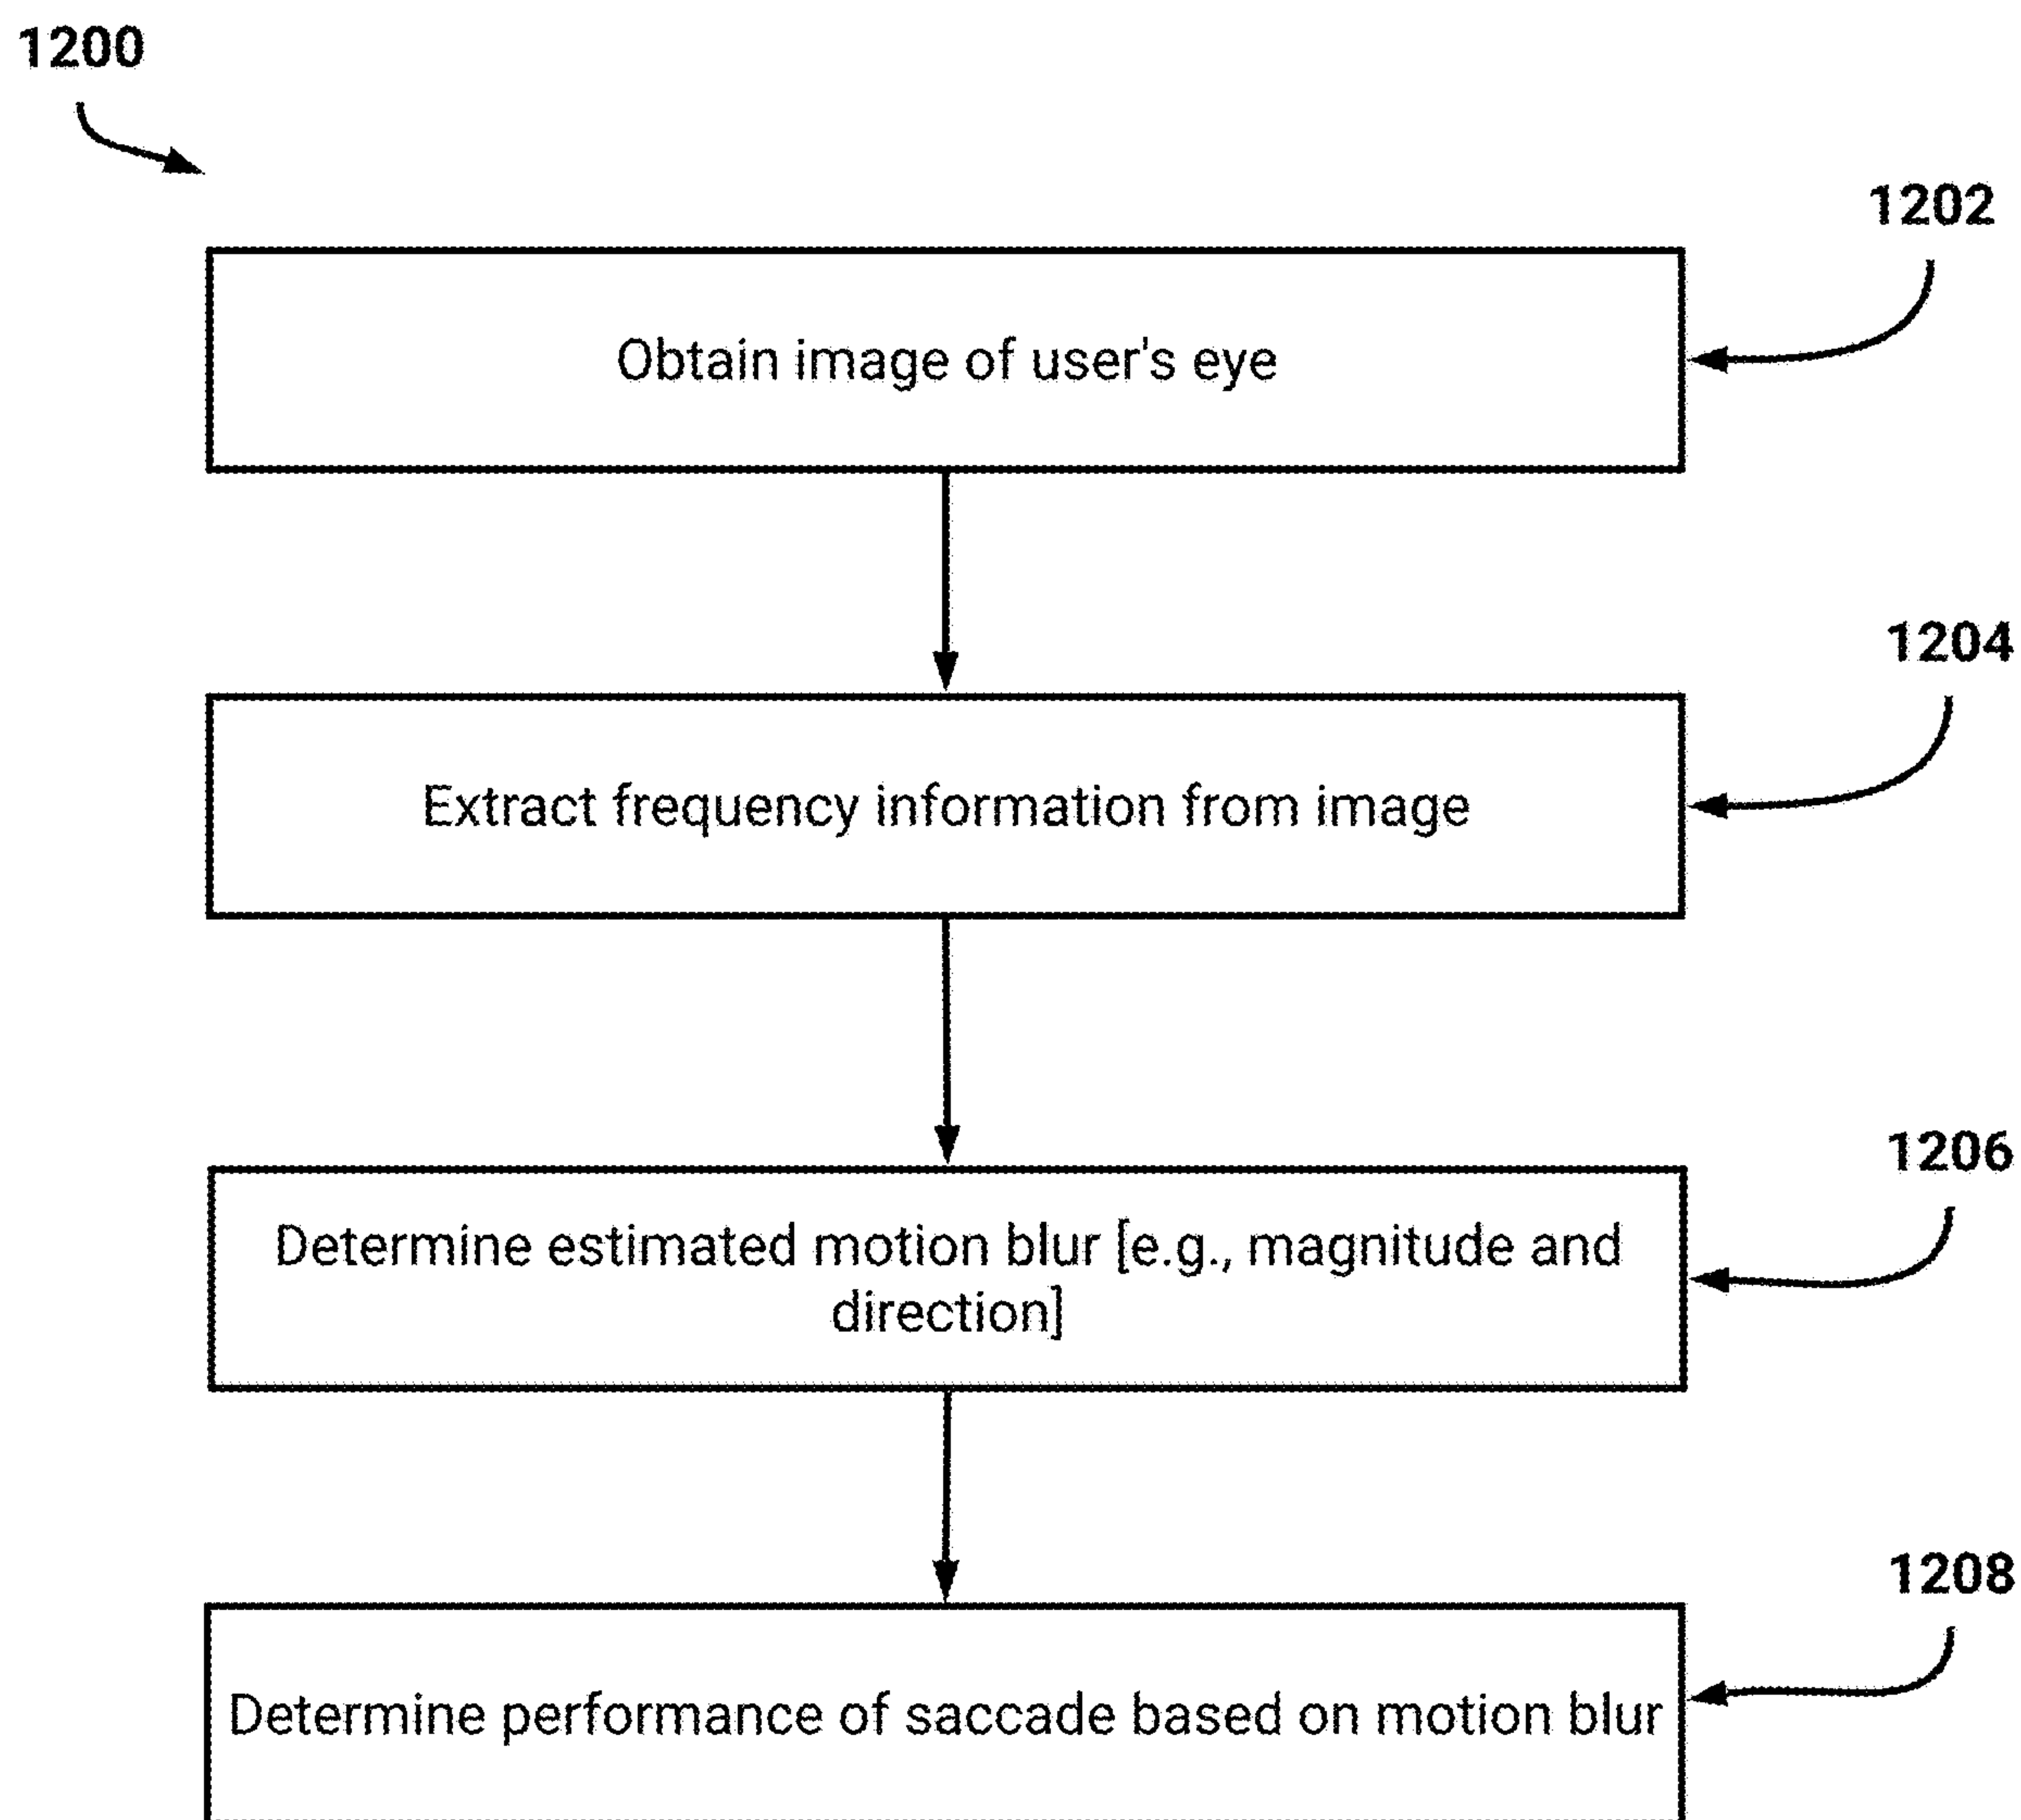 1200
1202
Obtain image of user's eye
1204
Extract frequency information from image
1206
Determine estimated motion blur [e.g., magnitude and
direction]
1208
Determine performance of saccade based on motion blur